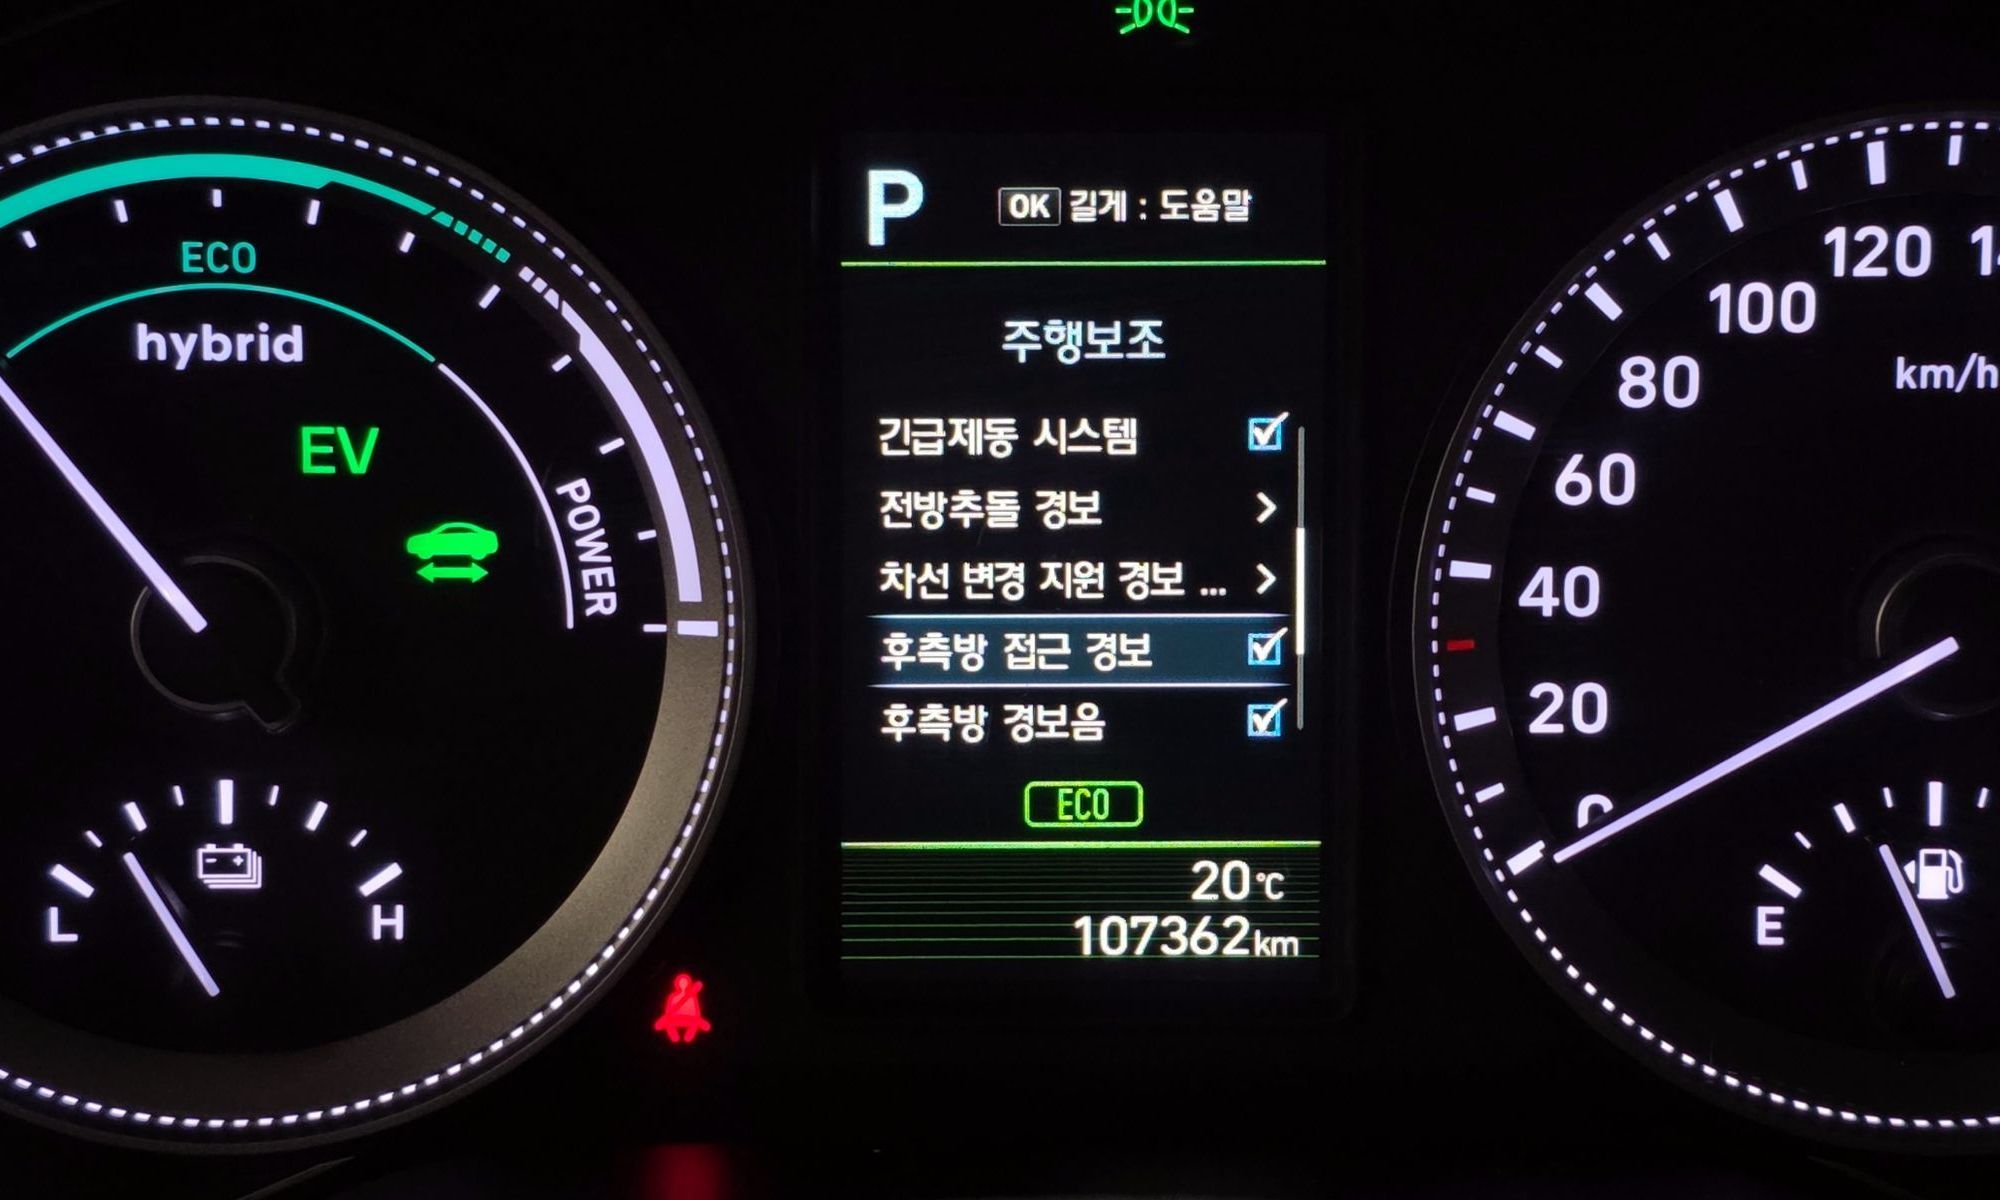 P
OK 길게 : 도움말
주행보조
긴급제동 시스템
전방추돌 경보
차선 변경 지원 경보 ...
후측방 접근 경보
후측방 경보음
ECO
20°C
107362km
ECO
hybrid
EV
POWER
L
H
120
100
80
60
40
20
0
km/h
E